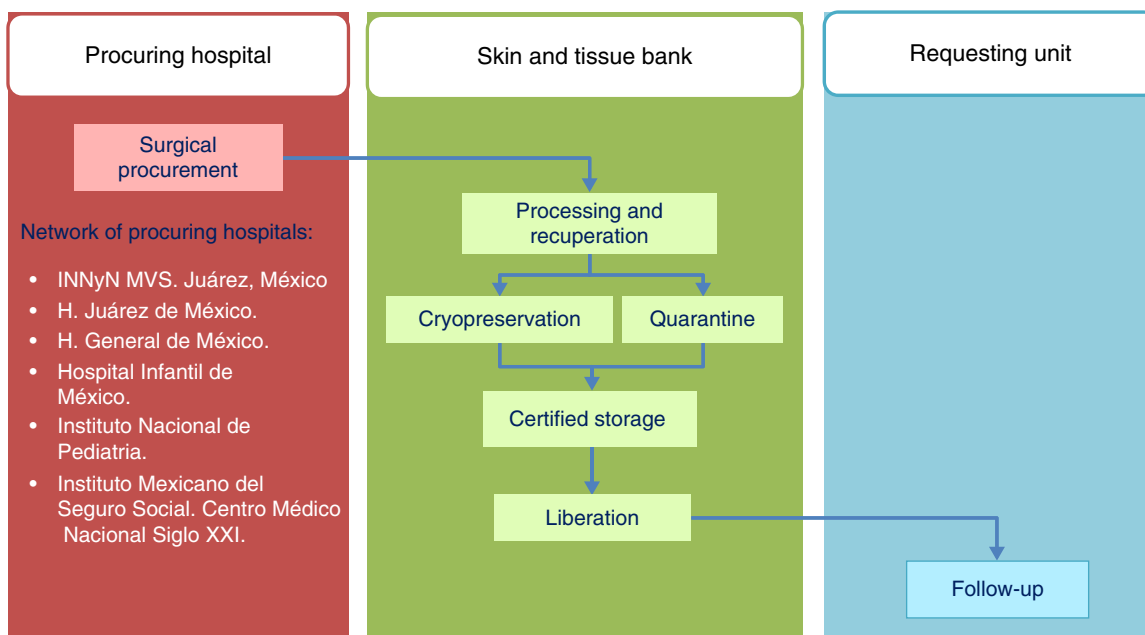 Procuring hospital
Skin and tissue bank
Requesting unit
Surgical
procurement
Network of procuring hospitals:
• INNyN MVS. Juárez, México
• H. Juárez de México.
• H. General de México.
• Hospital Infantil de
México.
• Instituto Nacional de
Pediatria.
• Instituto Mexicano del
Seguro Social. Centro Médico
Nacional Siglo XXI.
Processing and
recuperation
Cryopreservation
Quarantine
Certified storage
Liberation
Follow-up